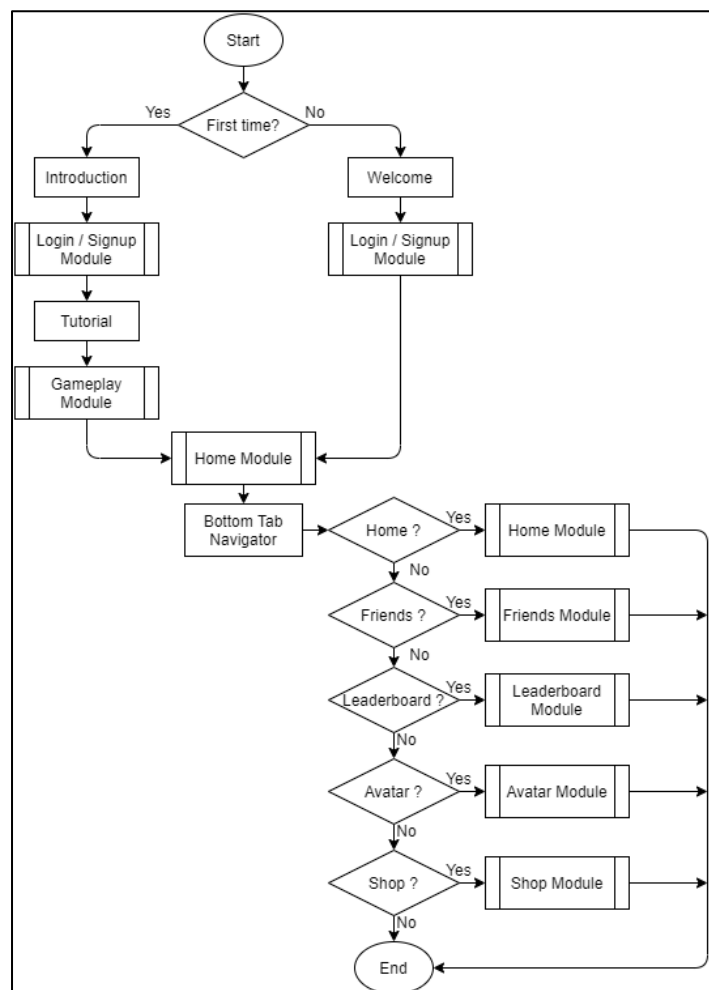 Start
Yes
No
First time?
Introduction
Welcome
Login / Signup
Module
Login / Signup
Module
Tutorial
Gameplay
Module
Home Module
Bottom Tab
Navigator
Home ?
Yes
Home Module
No
Friends ?
Yes
Friends Module
No
Leaderboard ?
Yes
Leaderboard
Module
No
Avatar ?
Yes
Avatar Module
No
Shop ?
Yes
Shop Module
No
End